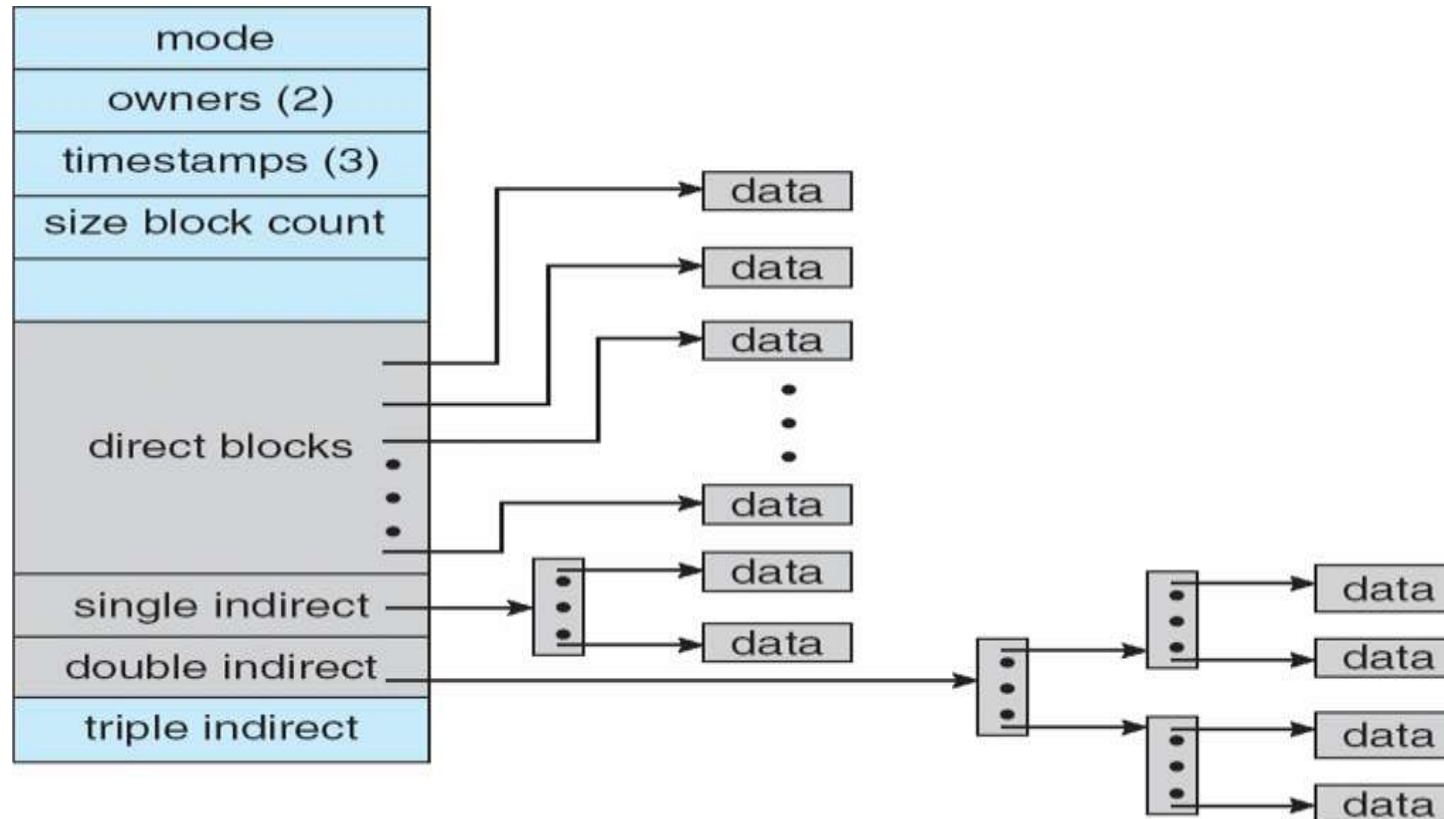 mode
owners (2)
timestamps (3)
size block count
direct blocks
single indirect
double indirect
triple indirect
data
data
data
data
data
data
data
data
data
data